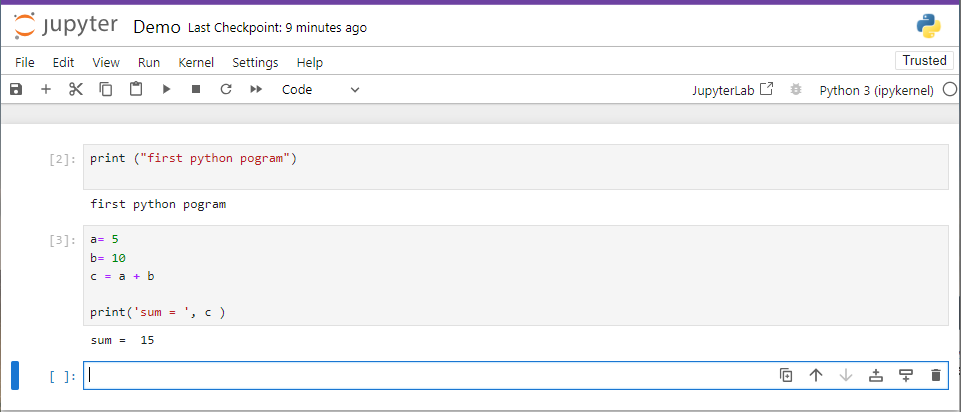 jupyter Demo Last Checkpoint: 9 minutes ago
File Edit View Run Kernel Settings Help Trusted
Code JupyterLab Python 3 (ipykernel)
[2]: print ("first python pogram")
first python pogram
[3]: a= 5
b= 10
c = a + b
print('sum = ', c )
sum =  15
[ ]: